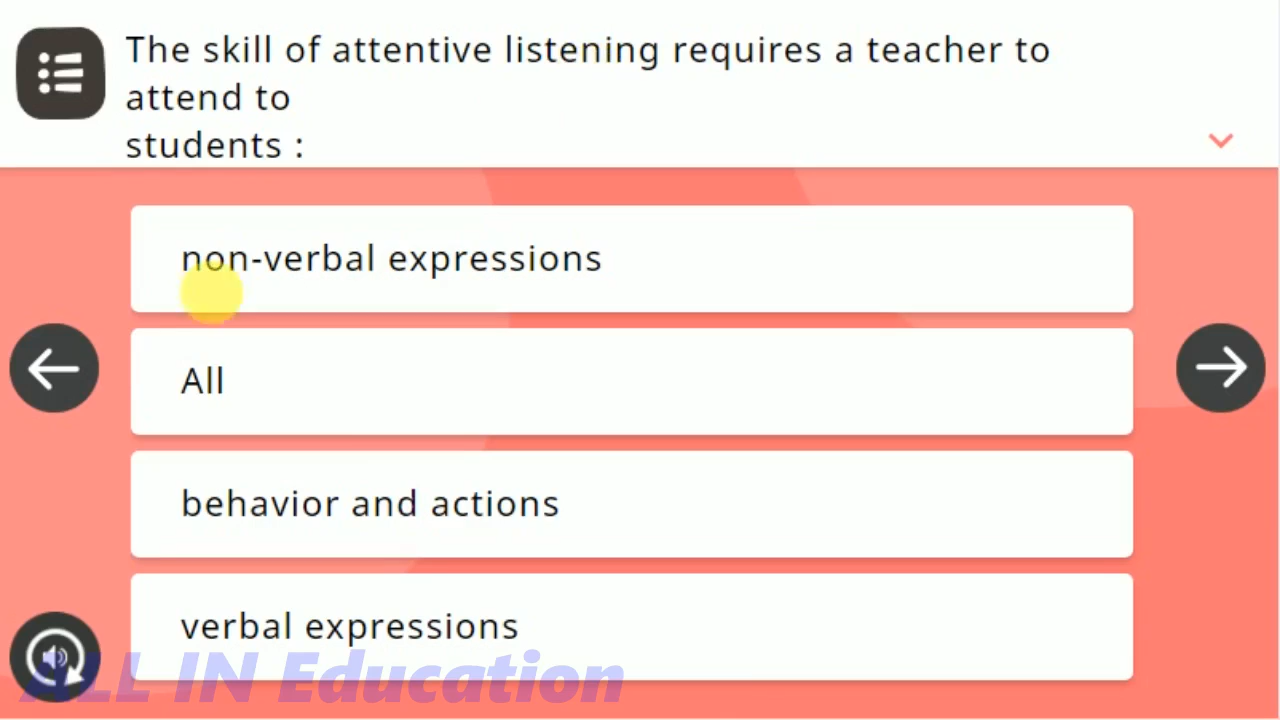 The skill of attentive listening requires a teacher to
attend to
students :
non-verbal expressions
All
behavior and actions
verbal expressions
ALL IN Education